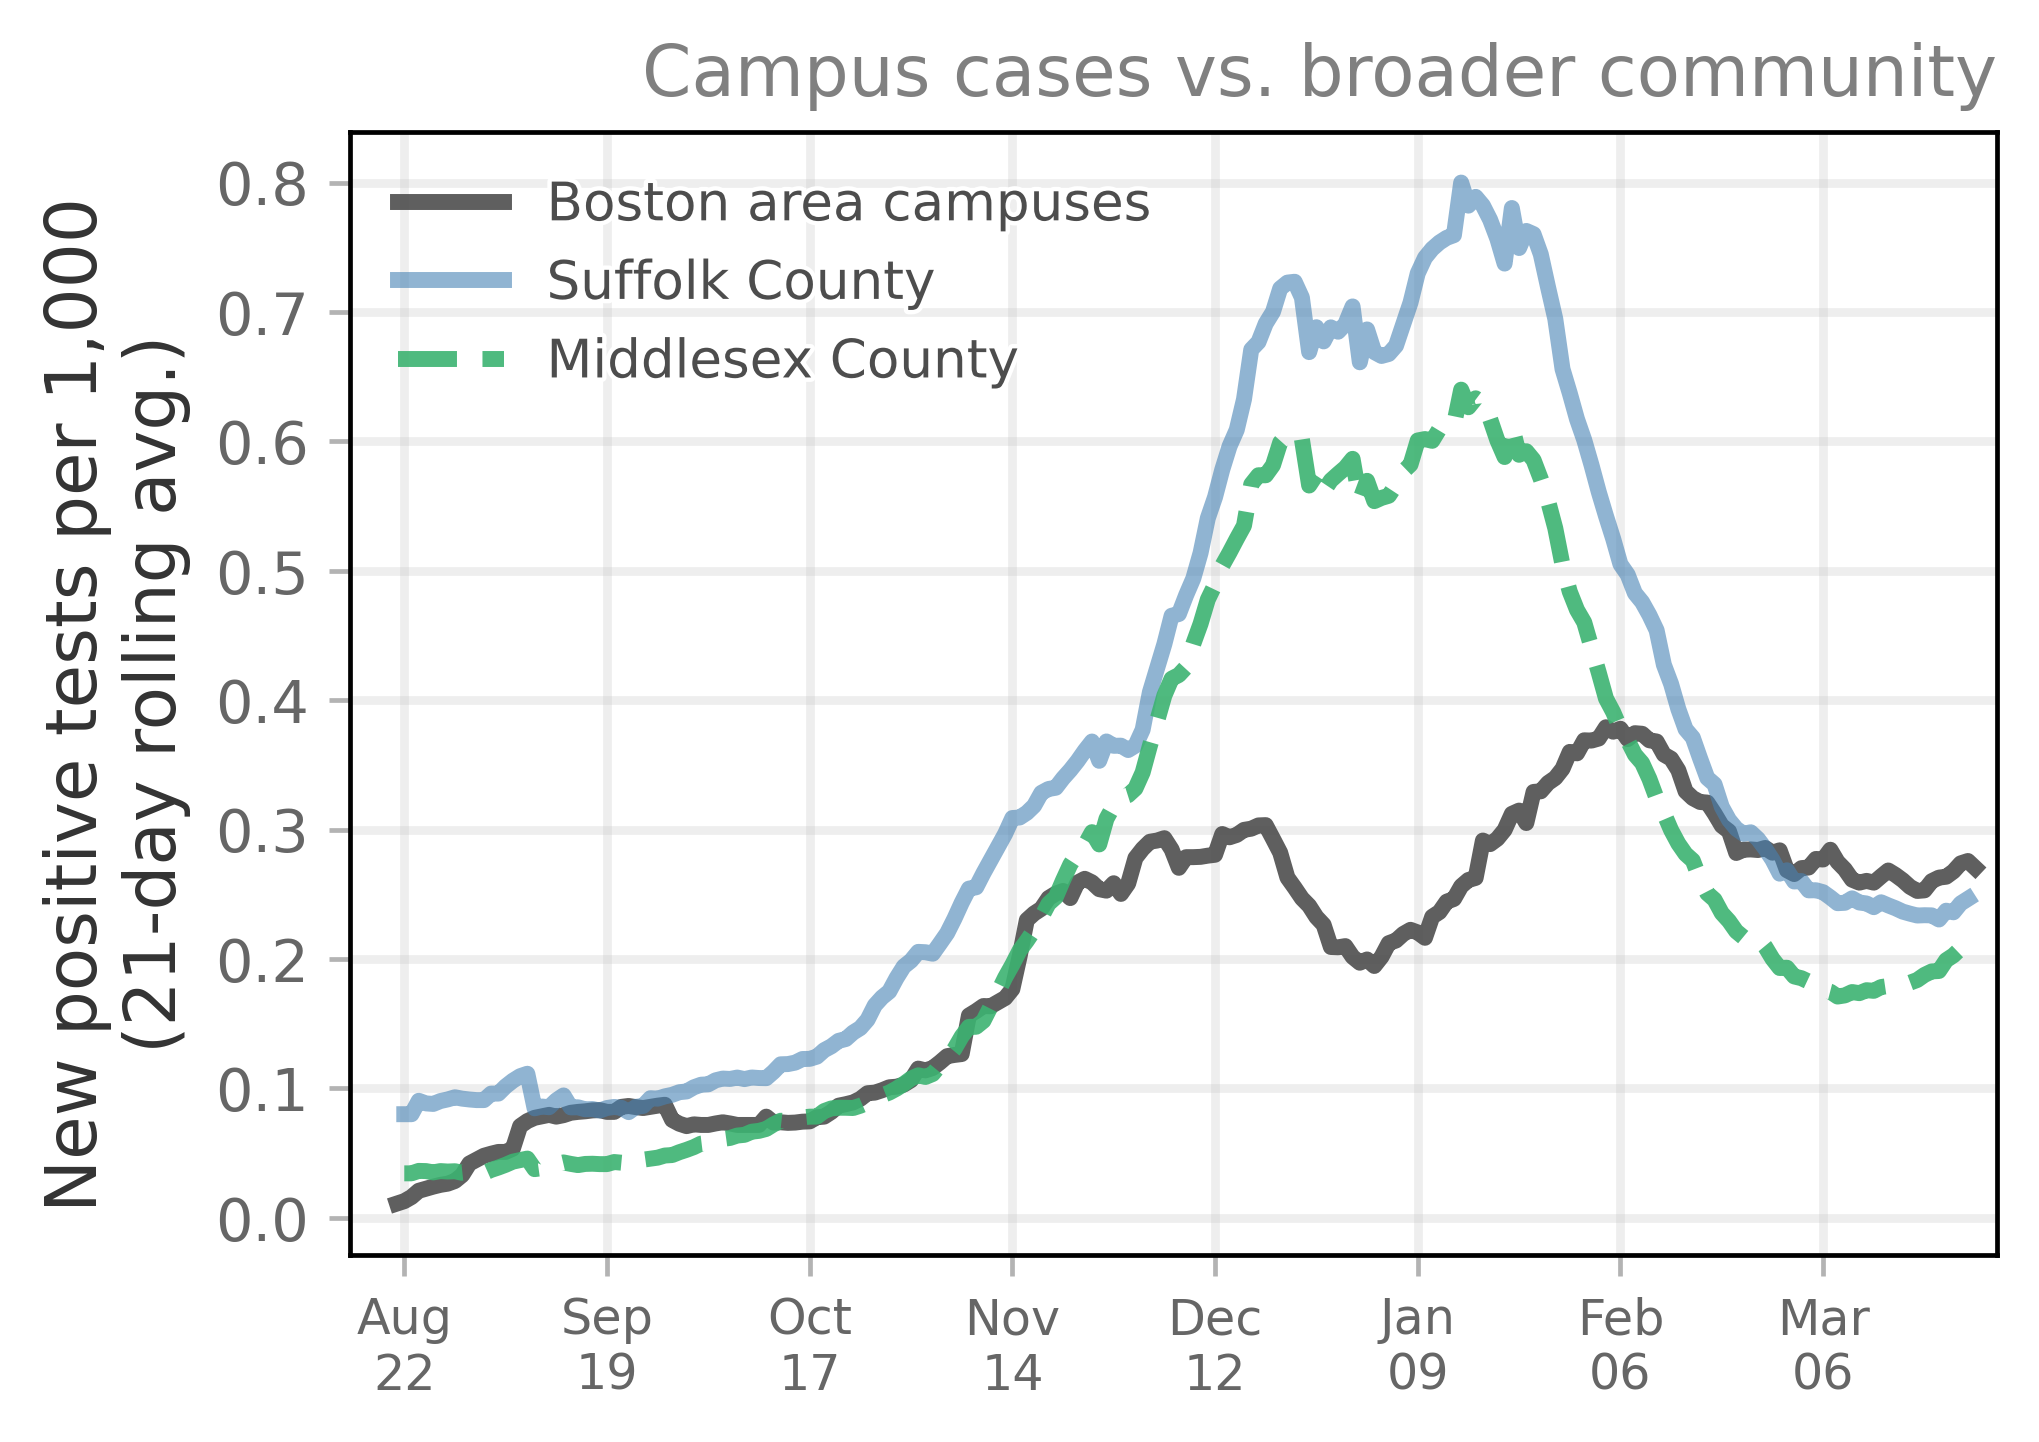 Campus cases vs. broader community
New positive tests per 1,000
(21-day rolling avg.)
0.8
0.7
0.6
0.5
0.4
0.3
0.2
0.1
0.0
Boston area campuses
Suffolk County
Middlesex County
Aug
22
Sep
19
Oct
17
Nov
14
Dec
12
Jan
09
Feb
06
Mar
06